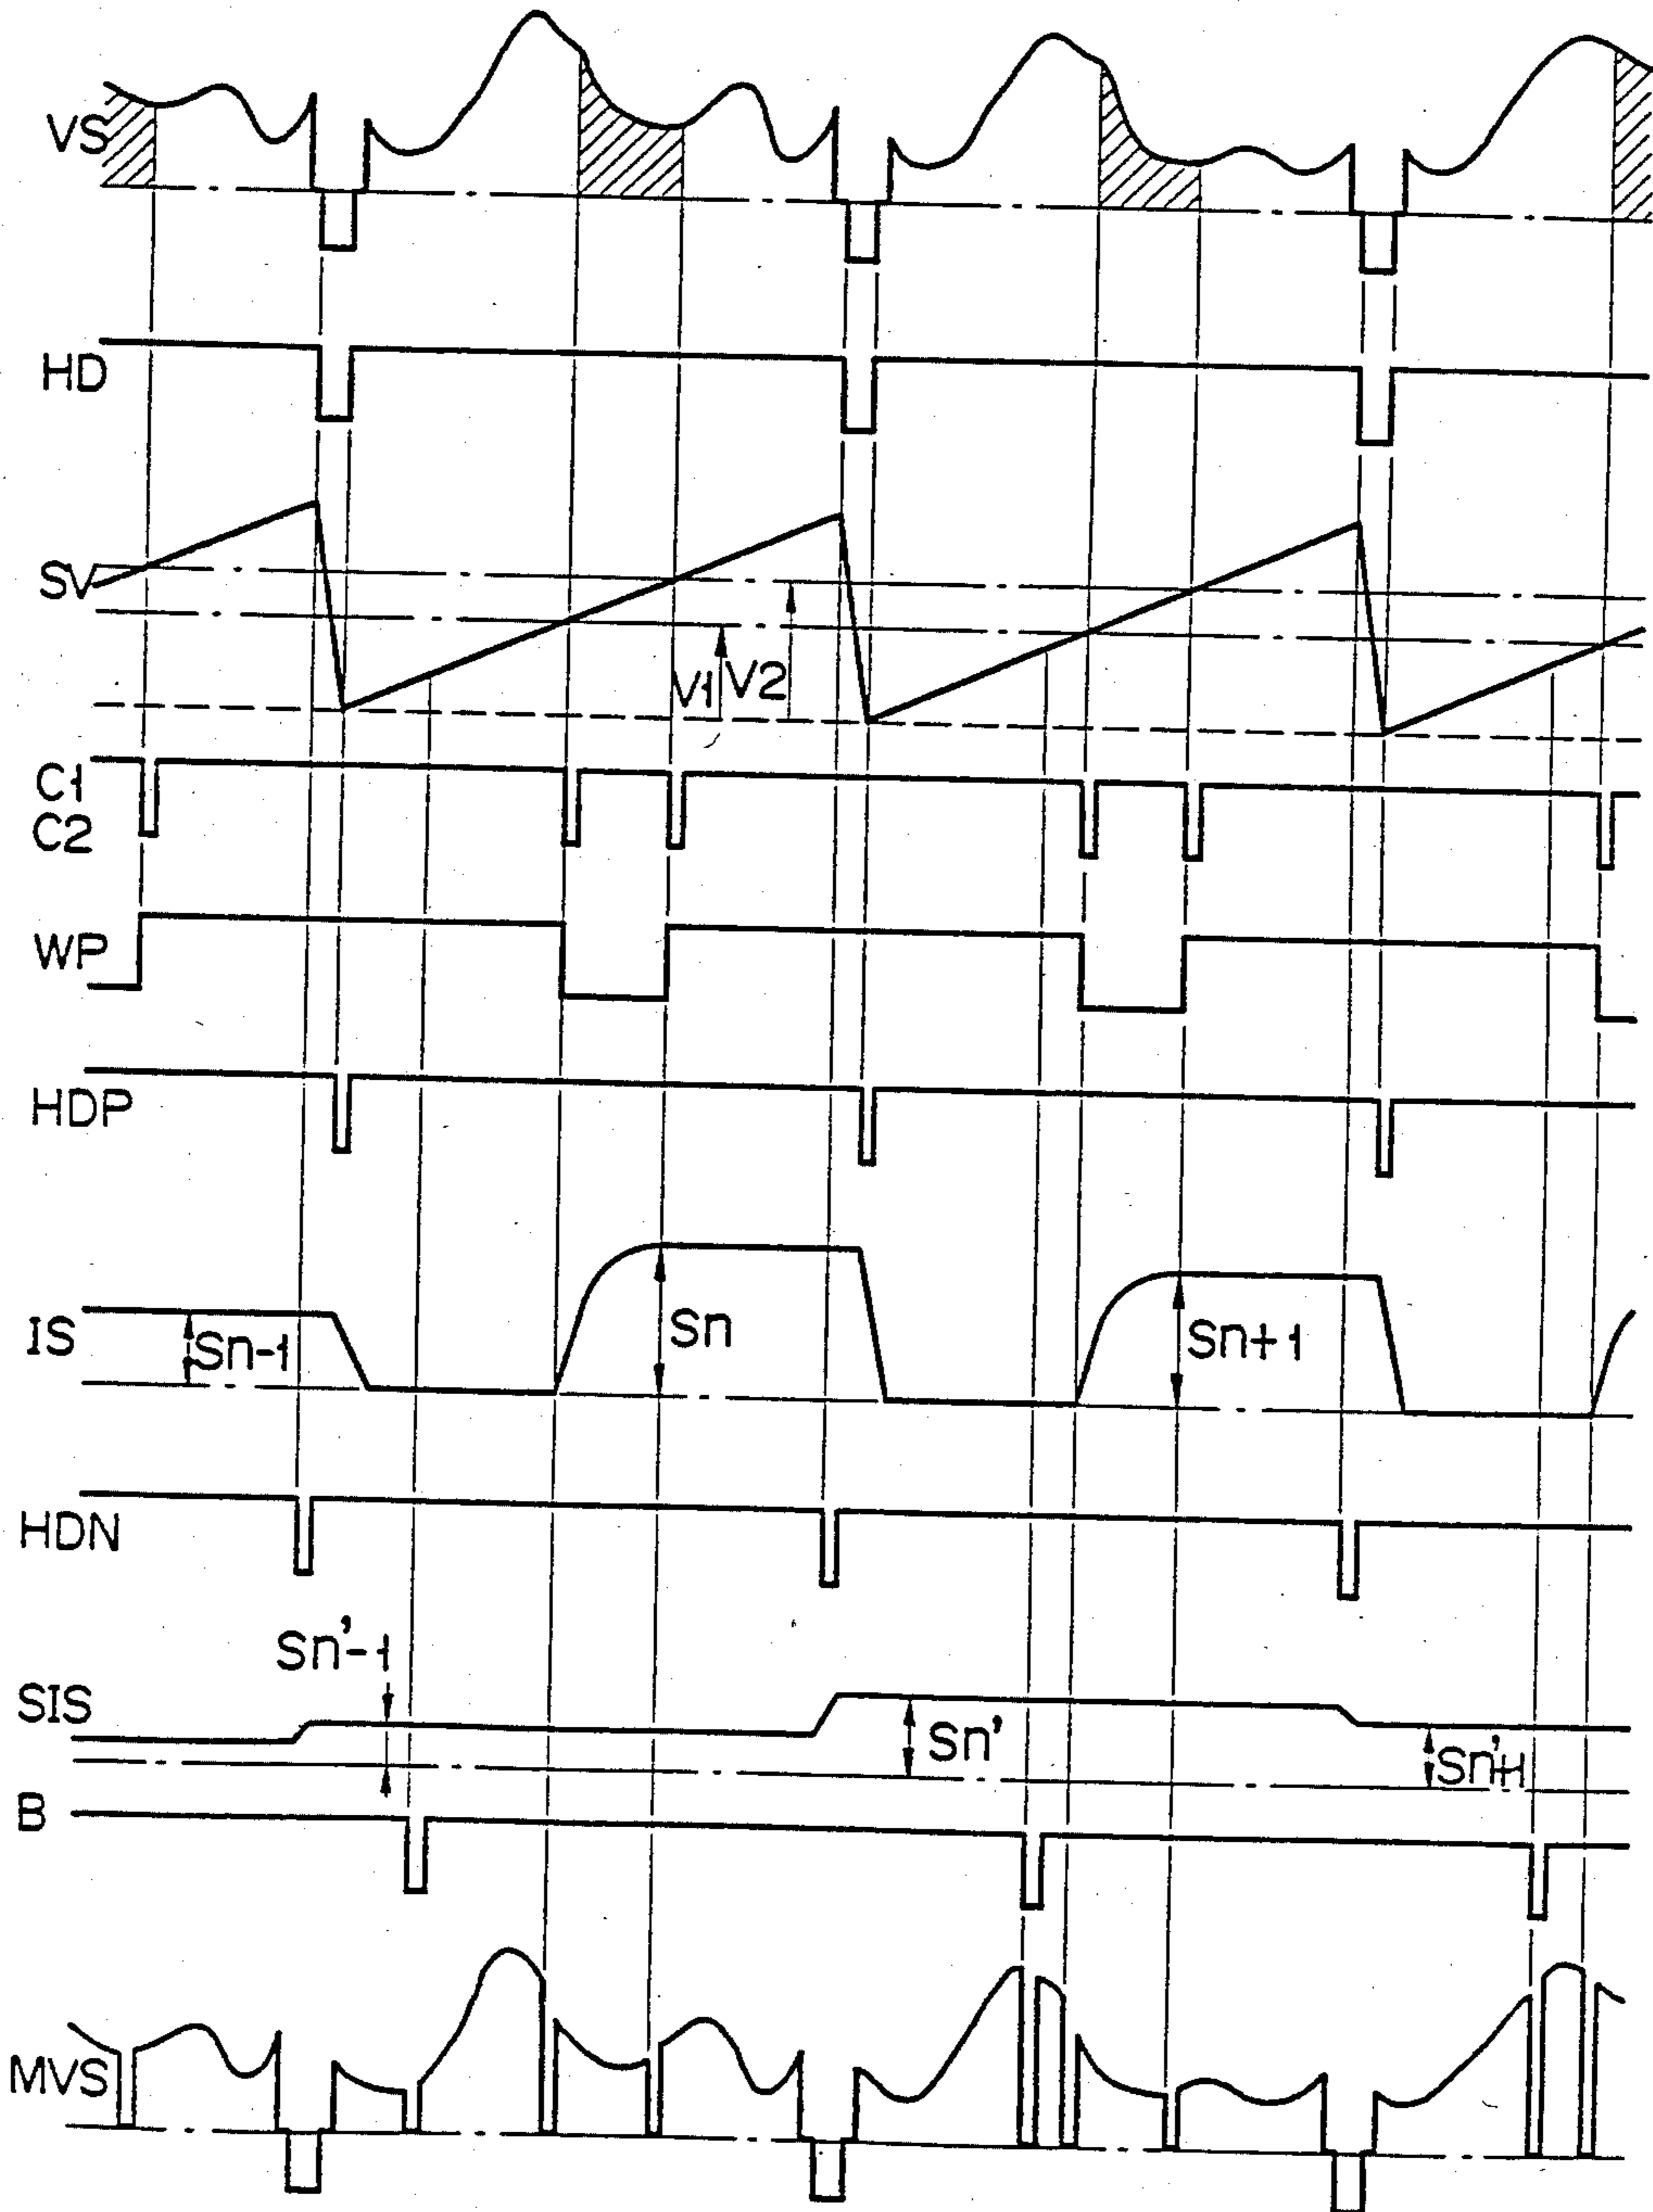 VS
HD
SV
V1 V2
C1
C2
WP
HDP
IS
Sn-1
Sn
Sn+1
HDN
Sn'-1
SIS
Sn'
Sn'+1
B
MVS